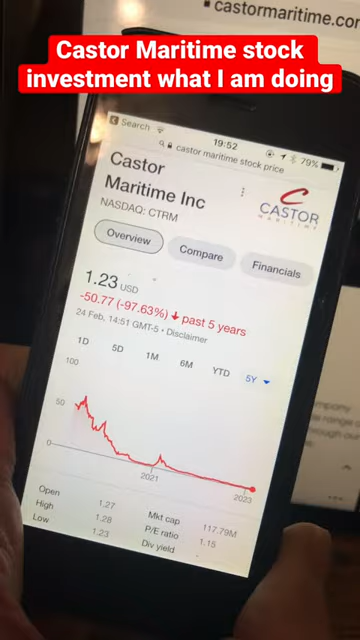 castormaritime.com
Castor Maritime stock
investment what I am doing
Search
19:52
79%
castor maritime stock price
Castor
Maritime Inc
NASDAQ: CTRM
CASTOR
MARITIME
Overview
Compare
Financials
1.23 USD
-50.77 (-97.63%) ↓ past 5 years
24 Feb, 14:51 GMT-5 • Disclaimer
1D 5D 1M 6M YTD 5Y
100
50
0
2021
2023
Open 1.27
High 1.28
Low 1.23
Mkt cap 117.79M
P/E ratio 1.15
Div yield -